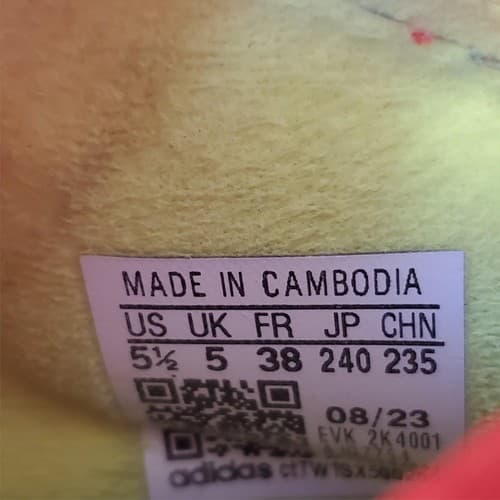 MADE IN CAMBODIA
US UK FR JP CHN
5½ 5 38 240 235
08/23
EVK 2K4001
adidas